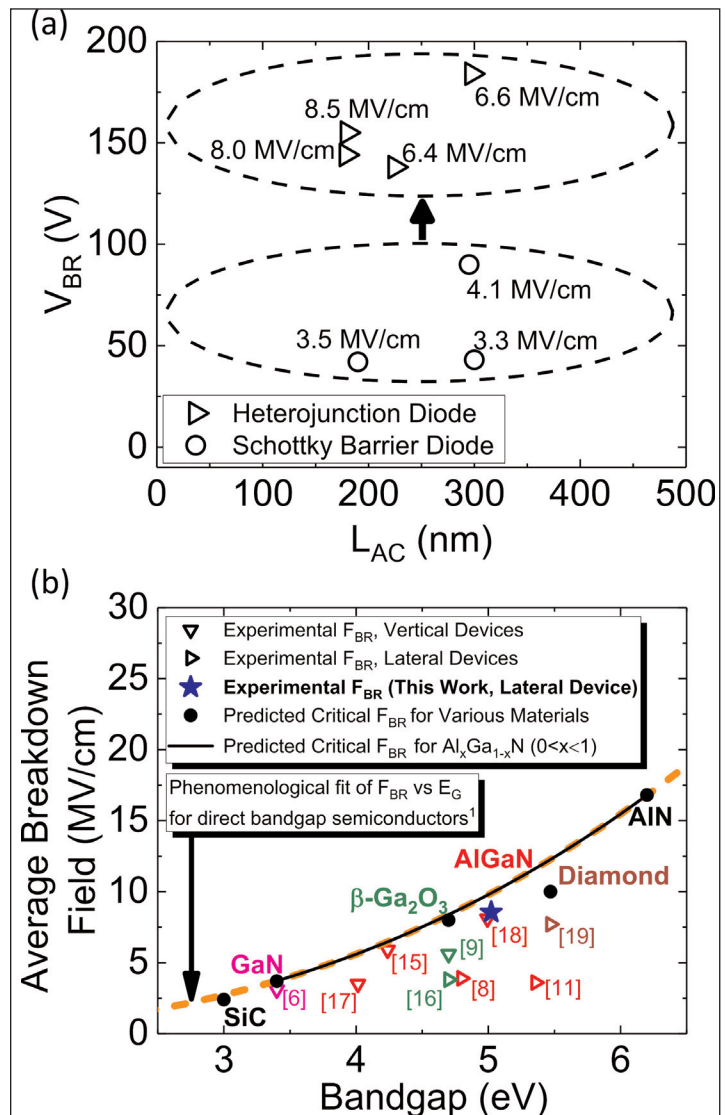 (a)
200
150
100
50
0
V_BR (V)
6.6 MV/cm
8.5 MV/cm
8.0 MV/cm
6.4 MV/cm
4.1 MV/cm
3.5 MV/cm
3.3 MV/cm
Heterojunction Diode
Schottky Barrier Diode
0 100 200 300 400 500
L_AC (nm)
(b)
30
25
20
15
10
5
0
Average Breakdown
Field (MV/cm)
Experimental F_BR, Vertical Devices
Experimental F_BR, Lateral Devices
Experimental F_BR (This Work, Lateral Device)
Predicted Critical F_BR for Various Materials
Predicted Critical F_BR for Al_xGa_1-xN (0<x<1)
Phenomenological fit of F_BR vs E_G
for direct bandgap semiconductors¹
AlN
AlGaN
Diamond
β-Ga₂O₃
[18]
[19]
[9]
[15]
GaN
[6]
[17]
[16]
[8]
[11]
SiC
3 4 5 6
Bandgap (eV)